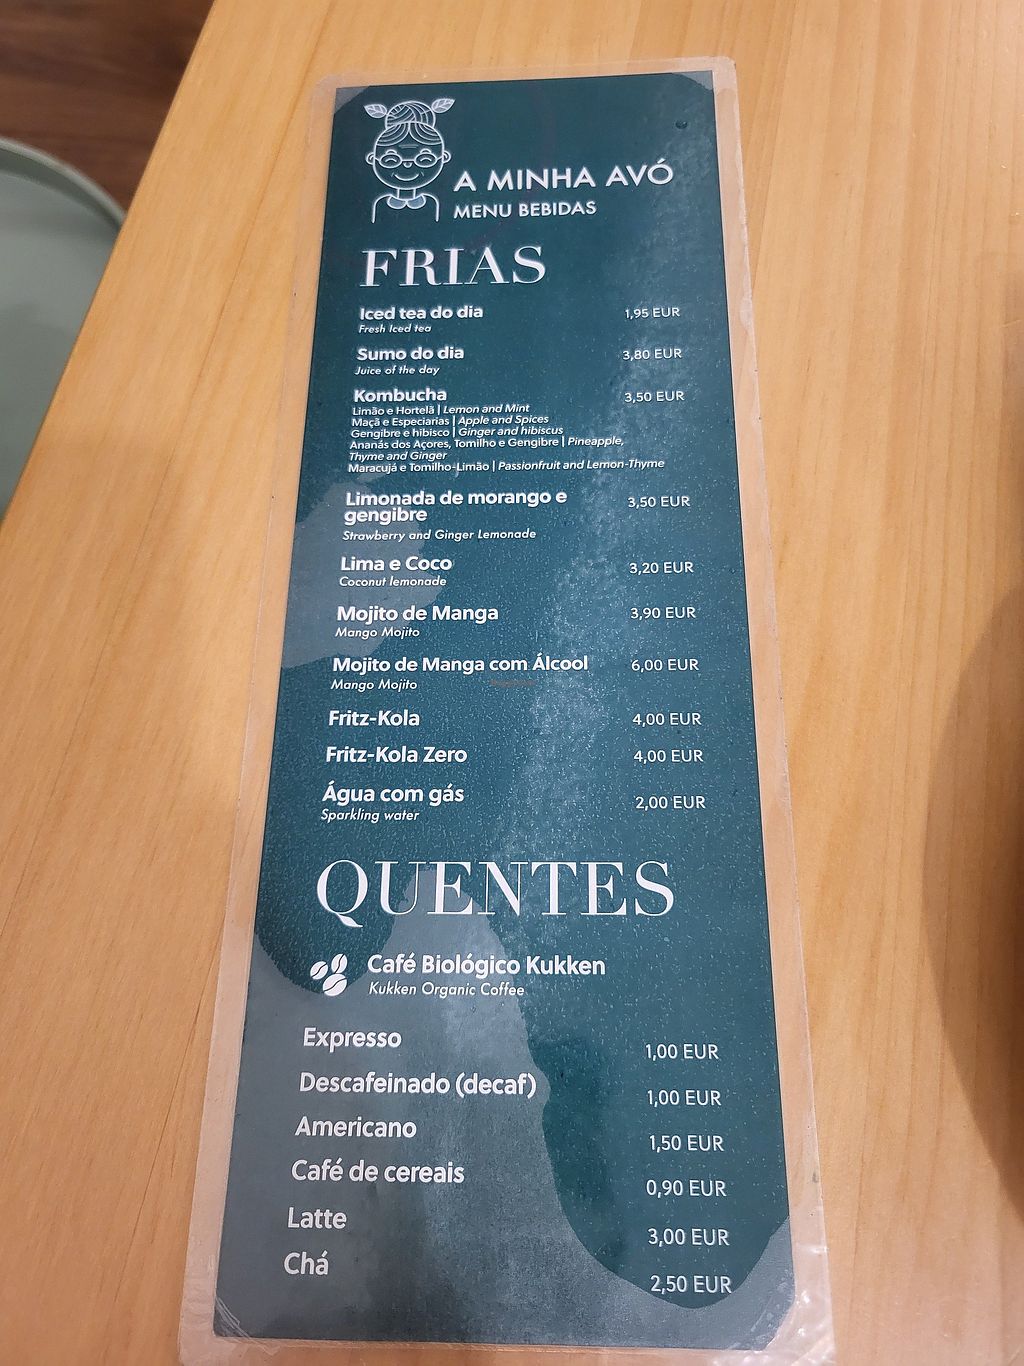 A MINHA AVÓ
MENU BEBIDAS
FRIAS
Iced tea do dia 1,95 EUR
Fresh Iced tea
Sumo do dia 3,80 EUR
Juice of the day
Kombucha 3,50 EUR
Limão e Hortelã | Lemon and Mint
Maçã e Especiarias | Apple and Spices
Gengibre e hibisco | Ginger and hibiscus
Ananás dos Açores, Tomilho e Gengibre | Pineapple,
Thyme and Ginger
Maracujá e Tomilho-Limão | Passionfruit and Lemon-Thyme
Limonada de morango e 3,50 EUR
gengibre
Strawberry and Ginger Lemonade
Lima e Coco 3,20 EUR
Coconut lemonade
Mojito de Manga 3,90 EUR
Mango Mojito
Mojito de Manga com Álcool 6,00 EUR
Mango Mojito
Fritz-Kola 4,00 EUR
Fritz-Kola Zero 4,00 EUR
Água com gás 2,00 EUR
Sparkling water
QUENTES
Café Biológico Kukken
Kukken Organic Coffee
Expresso 1,00 EUR
Descafeinado (decaf) 1,00 EUR
Americano 1,50 EUR
Café de cereais 0,90 EUR
Latte 3,00 EUR
Chá 2,50 EUR